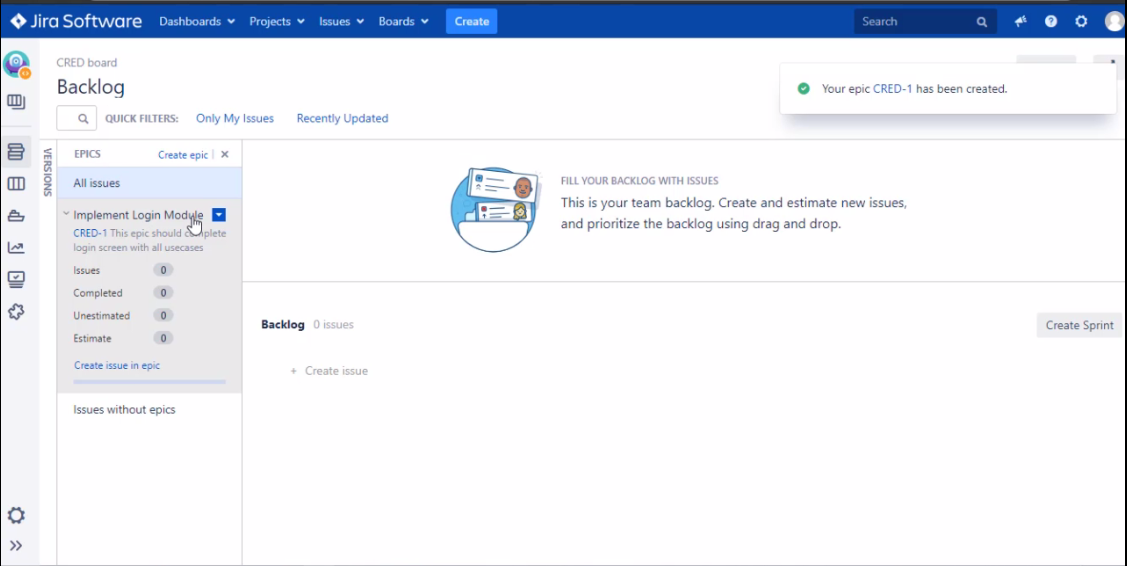 Jira Software Dashboards Projects Issues Boards Create Search
CRED board
Backlog
Your epic CRED-1 has been created.
QUICK FILTERS: Only My Issues Recently Updated
VERSIONS
EPICS Create epic
All issues
Implement Login Module
CRED-1 This epic should complete
login screen with all usecases
Issues 0
Completed 0
Unestimated 0
Estimate 0
Create issue in epic
Issues without epics
FILL YOUR BACKLOG WITH ISSUES
This is your team backlog. Create and estimate new issues,
and prioritize the backlog using drag and drop.
Backlog 0 issues
Create Sprint
+ Create issue